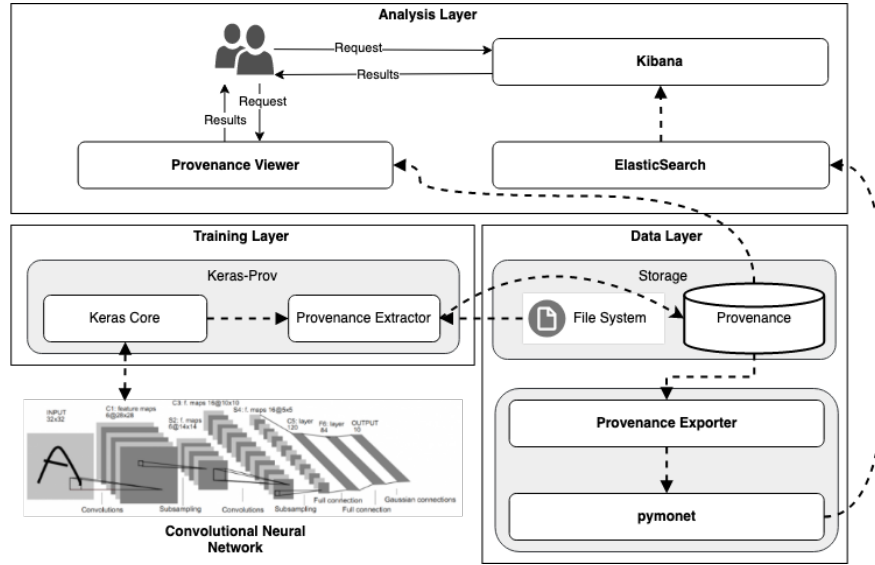 Analysis Layer
Request
Results
Kibana
Request
Results
Provenance Viewer
ElasticSearch
Training Layer
Keras-Prov
Keras Core
Provenance Extractor
Data Layer
Storage
File System
Provenance
Provenance Exporter
pymonet
INPUT
32x32
C1: feature maps
6@28x28
S2: f. maps
6@14x14
C3: f. maps 16@10x10
S4: f. maps 16@5x5
C5: layer
120
F6: layer
84
OUTPUT
10
Convolutions
Subsampling
Convolutions
Subsampling
Full connection
Full connection
Gaussian connections
Convolutional Neural
Network